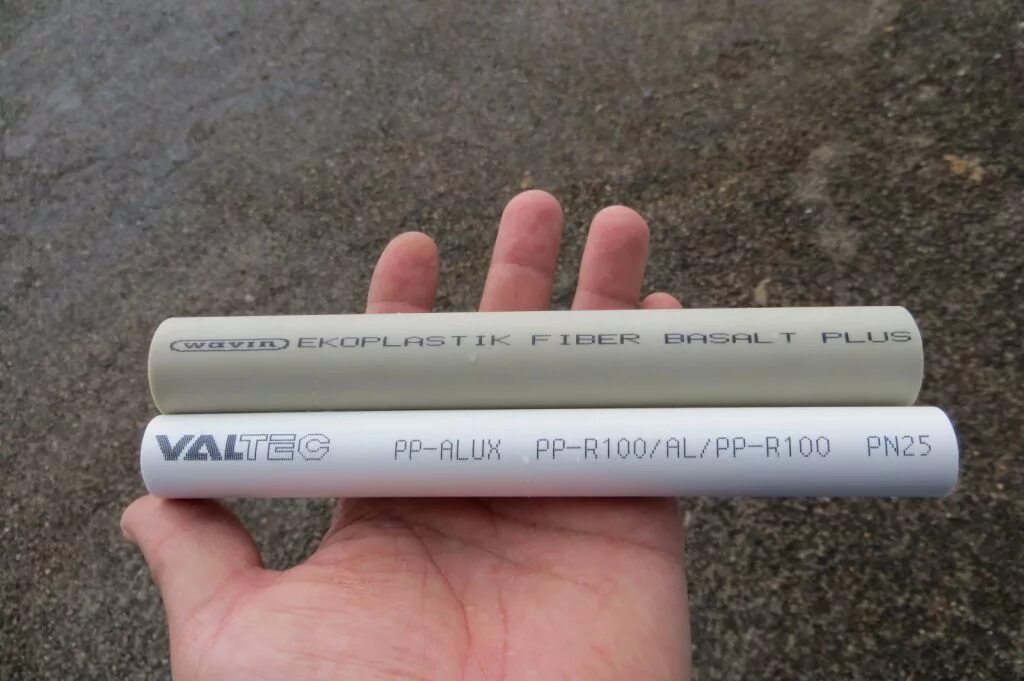 wavin EKOPLASTIK FIBER BASALT PLUS
VALTEC PP-ALUX PP-R100/AL/PP-R100 PN25